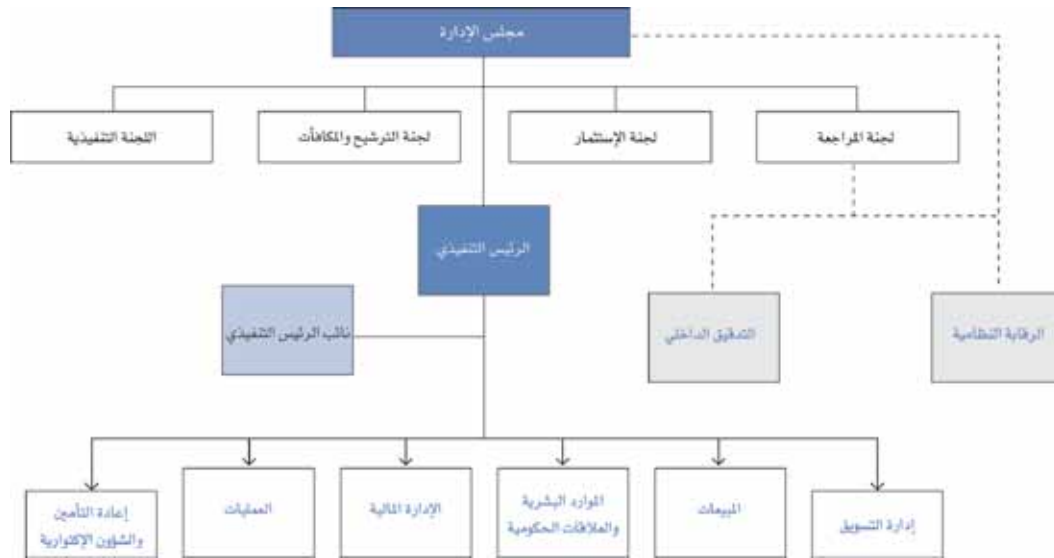 مجلس الإدارة
لجنة المراجعة
لجنة الإستثمار
لجنة الترشيح والمكافآت
اللجنة التنفيذية
الرئيس التنفيذي
الرقابة النظامية
التدقيق الداخلي
نائب الرئيس التنفيذي
إدارة التسويق
المبيعات
الموارد البشرية
والعلاقات الحكومية
الإدارة المالية
العمليات
إعادة التأمين
والشؤون الإكتوارية